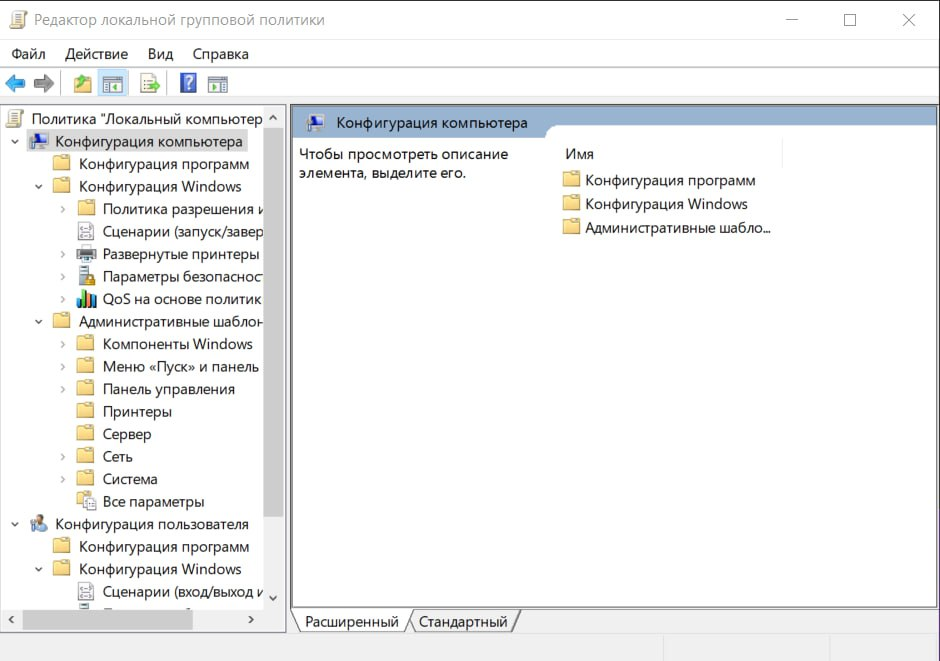 Редактор локальной групповой политики
Файл Действие Вид Справка
Политика "Локальный компьютер
Конфигурация компьютера
Конфигурация программ
Конфигурация Windows
Политика разрешения и
Сценарии (запуск/завер
Развернутые принтеры
Параметры безопасност
QoS на основе политик
Административные шаблон
Компоненты Windows
Меню «Пуск» и панель
Панель управления
Принтеры
Сервер
Сеть
Система
Все параметры
Конфигурация пользователя
Конфигурация программ
Конфигурация Windows
Сценарии (вход/выход и
Конфигурация компьютера
Чтобы просмотреть описание
элемента, выделите его.
Имя
Конфигурация программ
Конфигурация Windows
Административные шабло...
Расширенный Стандартный